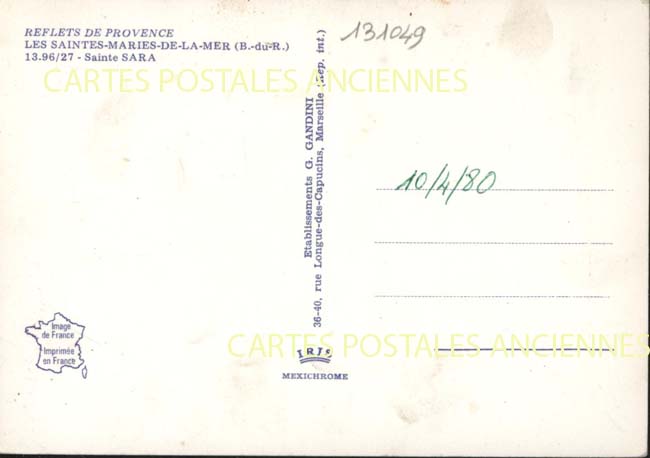 REFLETS DE PROVENCE
LES SAINTES-MARIES-DE-LA-MER (B.-du-R.)
13.96/27 - Sainte SARA
131049
CARTES POSTALES ANCIENNES
Etablissements G. GANDINI
36-40, rue Longue-des-Capucins, Marseille (Rep. int.)
10/4/80
Image
de France
Imprimée
en France
CARTES POSTALES ANCIENNES
IRIS
MEXICHROME